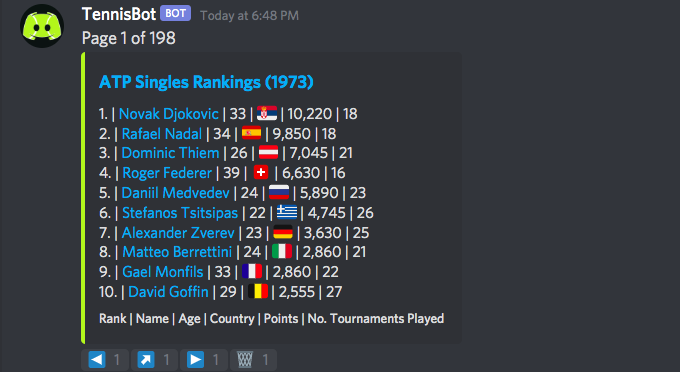 TennisBot BOT Today at 6:48 PM
Page 1 of 198
ATP Singles Rankings (1973)
1. | Novak Djokovic | 33 | 🇷🇸 | 10,220 | 18
2. | Rafael Nadal | 34 | 🇪🇸 | 9,850 | 18
3. | Dominic Thiem | 26 | 🇦🇹 | 7,045 | 21
4. | Roger Federer | 39 | 🇨🇭 | 6,630 | 16
5. | Daniil Medvedev | 24 | 🇷🇺 | 5,890 | 23
6. | Stefanos Tsitsipas | 22 | 🇬🇷 | 4,745 | 26
7. | Alexander Zverev | 23 | 🇩🇪 | 3,630 | 25
8. | Matteo Berrettini | 24 | 🇮🇹 | 2,860 | 21
9. | Gael Monfils | 33 | 🇫🇷 | 2,860 | 22
10. | David Goffin | 29 | 🇧🇪 | 2,555 | 27
Rank | Name | Age | Country | Points | No. Tournaments Played
1 1 1 1